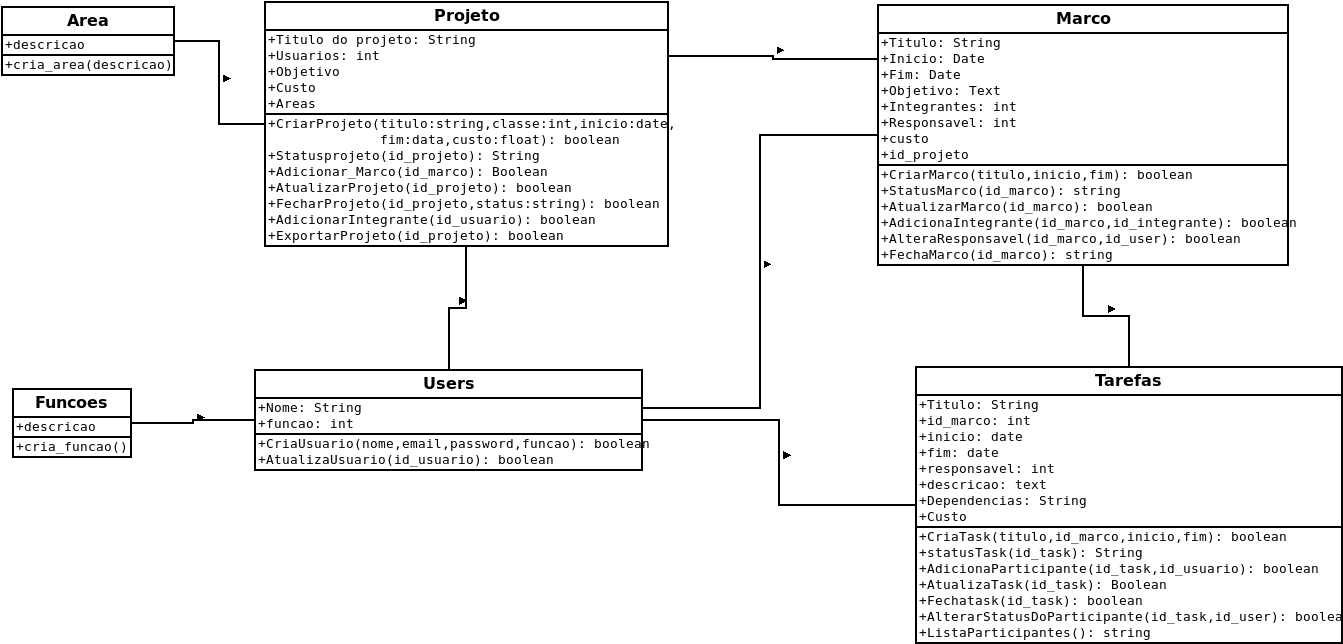 Area
+descricao
+cria_area(descricao)
Projeto
+Titulo do projeto: String
+Usuarios: int
+Objetivo
+Custo
+Areas
+CriarProjeto(titulo:string,classe:int,inicio:date,
fim:data,custo:float): boolean
+Statusprojeto(id_projeto): String
+Adicionar_Marco(id_marco): Boolean
+AtualizarProjeto(id_projeto): boolean
+FecharProjeto(id_projeto,status:string): boolean
+AdicionarIntegrante(id_usuario): boolean
+ExportarProjeto(id_projeto): boolean
Marco
+Titulo: String
+Inicio: Date
+Fim: Date
+Objetivo: Text
+Integrantes: int
+Responsavel: int
+custo
+id_projeto
+CriarMarco(titulo,inicio,fim): boolean
+StatusMarco(id_marco): string
+AtualizarMarco(id_marco): boolean
+AdicionaIntegrante(id_marco,id_integrante): boolean
+AlteraResponsavel(id_marco,id_user): boolean
+FechaMarco(id_marco): string
Funcoes
+descricao
+cria_funcao()
Users
+Nome: String
+funcao: int
+CriaUsuario(nome,email,password,funcao): boolean
+AtualizaUsuario(id_usuario): boolean
Tarefas
+Titulo: String
+id_marco: int
+inicio: date
+fim: date
+responsavel: int
+descricao: text
+Dependencias: String
+Custo
+CriaTask(titulo,id_marco,inicio,fim): boolean
+statusTask(id_task): String
+AdicionaParticipante(id_task,id_usuario): boolean
+AtualizaTask(id_task): Boolean
+Fechatask(id_task): boolean
+AlterarStatusDoParticipante(id_task,id_user): boolea
+ListaParticipantes(): string